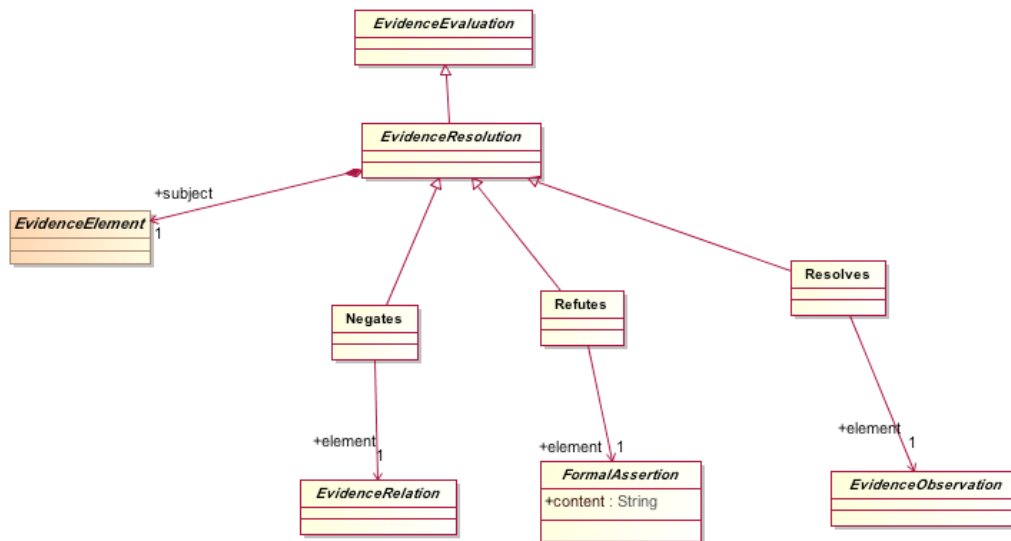 EvidenceEvaluation
EvidenceResolution
+subject
EvidenceElement
1
Resolves
Negates
Refutes
+element
1
+element
1
+element
1
EvidenceRelation
FormalAssertion
+content : String
EvidenceObservation